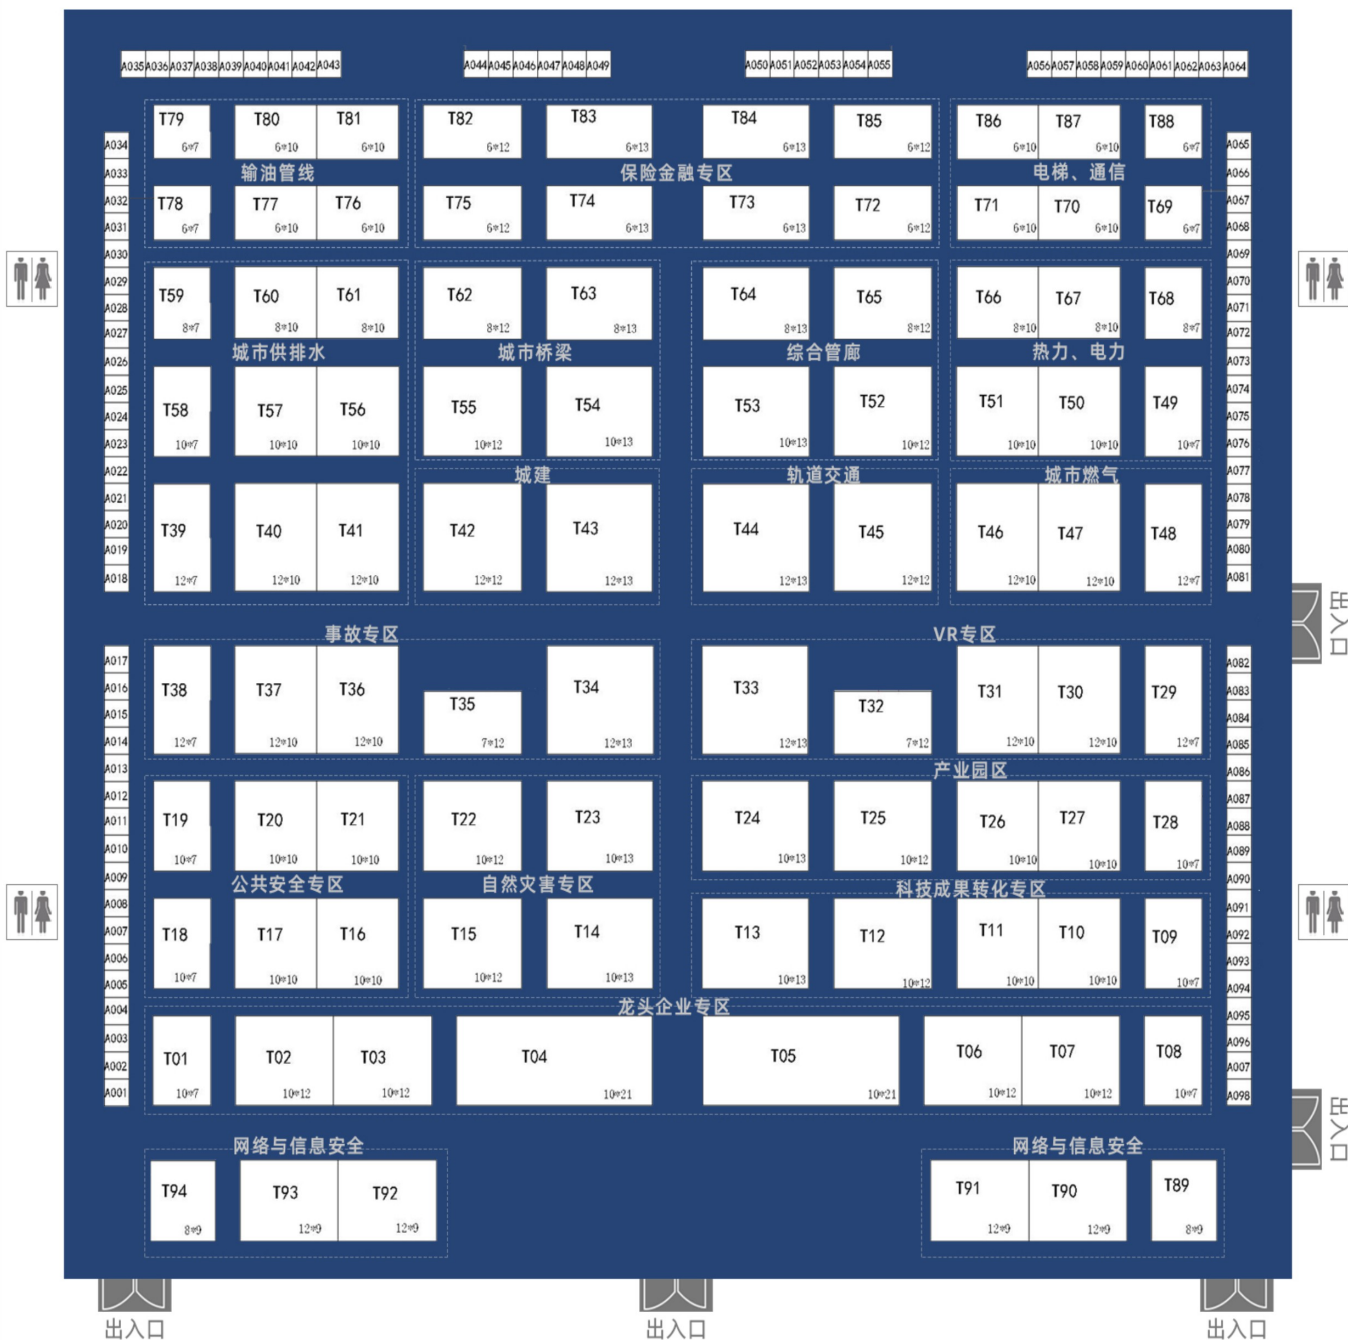 A035 A036 A037 A038 A039 A040 A041 A042 A043
A044 A045 A046 A047 A048 A049
A050 A051 A052 A053 A054 A055
A056 A057 A058 A059 A060 A061 A062 A063 A064
A034
A033
A032
A031
A030
A029
A028
A027
A026
A025
A024
A023
A022
A021
A020
A019
A018
A017
A016
A015
A014
A013
A012
A011
A010
A009
A008
A007
A006
A005
A004
A003
A002
A001
T79 T80 T81 T82 T83 T84 T85 T86 T87 T88
6*7 6*10 6*10 6*12 6*13 6*13 6*12 6*10 6*10 6*7
输油管线 保险金融专区 电梯、通信
T78 T77 T76 T75 T74 T73 T72 T71 T70 T69
6*7 6*10 6*10 6*12 6*13 6*13 6*12 6*10 6*10 6*7
T59 T60 T61 T62 T63 T64 T65 T66 T67 T68
8*7 8*10 8*10 8*12 8*13 8*13 8*12 8*10 8*10 8*7
城市供排水 城市桥梁 综合管廊 热力、电力
T58 T57 T56 T55 T54 T53 T52 T51 T50 T49
10*7 10*10 10*10 10*12 10*13 10*13 10*12 10*10 10*10 10*7
城建 轨道交通 城市燃气
T39 T40 T41 T42 T43 T44 T45 T46 T47 T48
12*7 12*10 12*10 12*12 12*13 12*13 12*12 12*10 12*10 12*7
事故专区 VR专区
T38 T37 T36 T35 T34 T33 T32 T31 T30 T29
12*7 12*10 12*10 7*12 12*13 12*13 7*12 12*10 12*10 12*7
产业园区
T19 T20 T21 T22 T23 T24 T25 T26 T27 T28
10*7 10*10 10*10 10*12 10*13 10*13 10*12 10*10 10*10 10*7
公共安全专区 自然灾害专区 科技成果转化专区
T18 T17 T16 T15 T14 T13 T12 T11 T10 T09
10*7 10*10 10*10 10*12 10*13 10*13 10*12 10*10 10*10 10*7
龙头企业专区
T01 T02 T03 T04 T05 T06 T07 T08
10*7 10*12 10*12 10*21 10*21 10*12 10*12 10*7
网络与信息安全 网络与信息安全
T94 T93 T92 T91 T90 T89
8*9 12*9 12*9 12*9 12*9 8*9
A065
A066
A067
A068
A069
A070
A071
A072
A073
A074
A075
A076
A077
A078
A079
A080
A081
A082
A083
A084
A085
A086
A087
A088
A089
A090
A091
A092
A093
A094
A095
A096
A007
A098
出入口
出入口
出入口 出入口 出入口